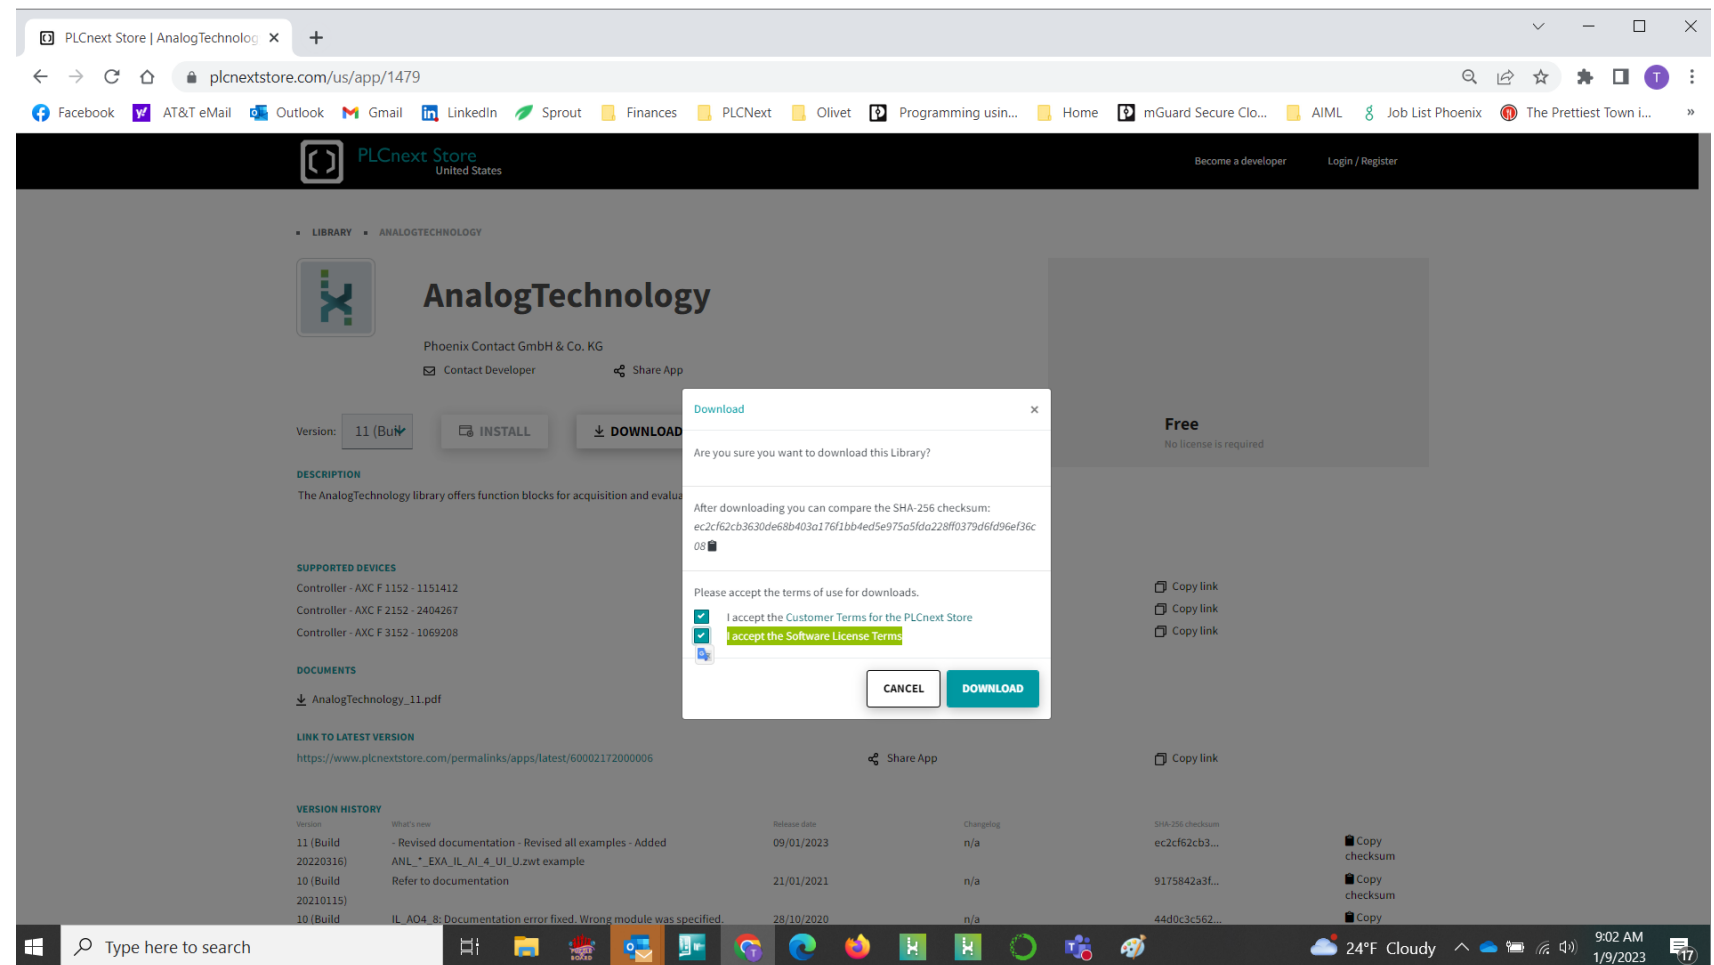 PLCnext Store | AnalogTechnolog
plcnextstore.com/us/app/1479
T
Facebook AT&T eMail Outlook Gmail LinkedIn Sprout Finances PLCNext Olivet Programming usin... Home mGuard Secure Clo... AIML Job List Phoenix The Prettiest Town i... »
PLCnext Store
United States
Become a developer Login / Register
LIBRARY ANALOGTECHNOLOGY
AnalogTechnology
Phoenix Contact GmbH & Co. KG
Contact Developer Share App
Version: 11 (Buil INSTALL DOWNLOAD
Free
No license is required
DESCRIPTION
The AnalogTechnology library offers function blocks for acquisition and evalua
Download ×
Are you sure you want to download this Library?
After downloading you can compare the SHA-256 checksum:
ec2cf62cb3630de68b403a176f1bb4ed5e975a5fda228ff0379d6fd96ef36c
08
Please accept the terms of use for downloads.
I accept the Customer Terms for the PLCnext Store
I accept the Software License Terms
CANCEL DOWNLOAD
SUPPORTED DEVICES
Controller - AXC F 1152 - 1151412 Copy link
Controller - AXC F 2152 - 2404267 Copy link
Controller - AXC F 3152 - 1069208 Copy link
DOCUMENTS
AnalogTechnology_11.pdf
LINK TO LATEST VERSION
https://www.plcnextstore.com/permalinks/apps/latest/60002172000006 Share App Copy link
VERSION HISTORY
Version What's new Release date Changelog SHA-256 checksum
11 (Build - Revised documentation - Revised all examples - Added 09/01/2023 n/a ec2cf62cb3... Copy
20220316) ANL_*_EXA_IL_AI_4_UI_U.zwt example checksum
10 (Build Refer to documentation 21/01/2021 n/a 9175842a3f... Copy
20210115) checksum
10 (Build IL_AO4_8: Documentation error fixed. Wrong module was specified. 28/10/2020 n/a 44d0c3c562... Copy
Type here to search
24°F Cloudy
9:02 AM
1/9/2023
17